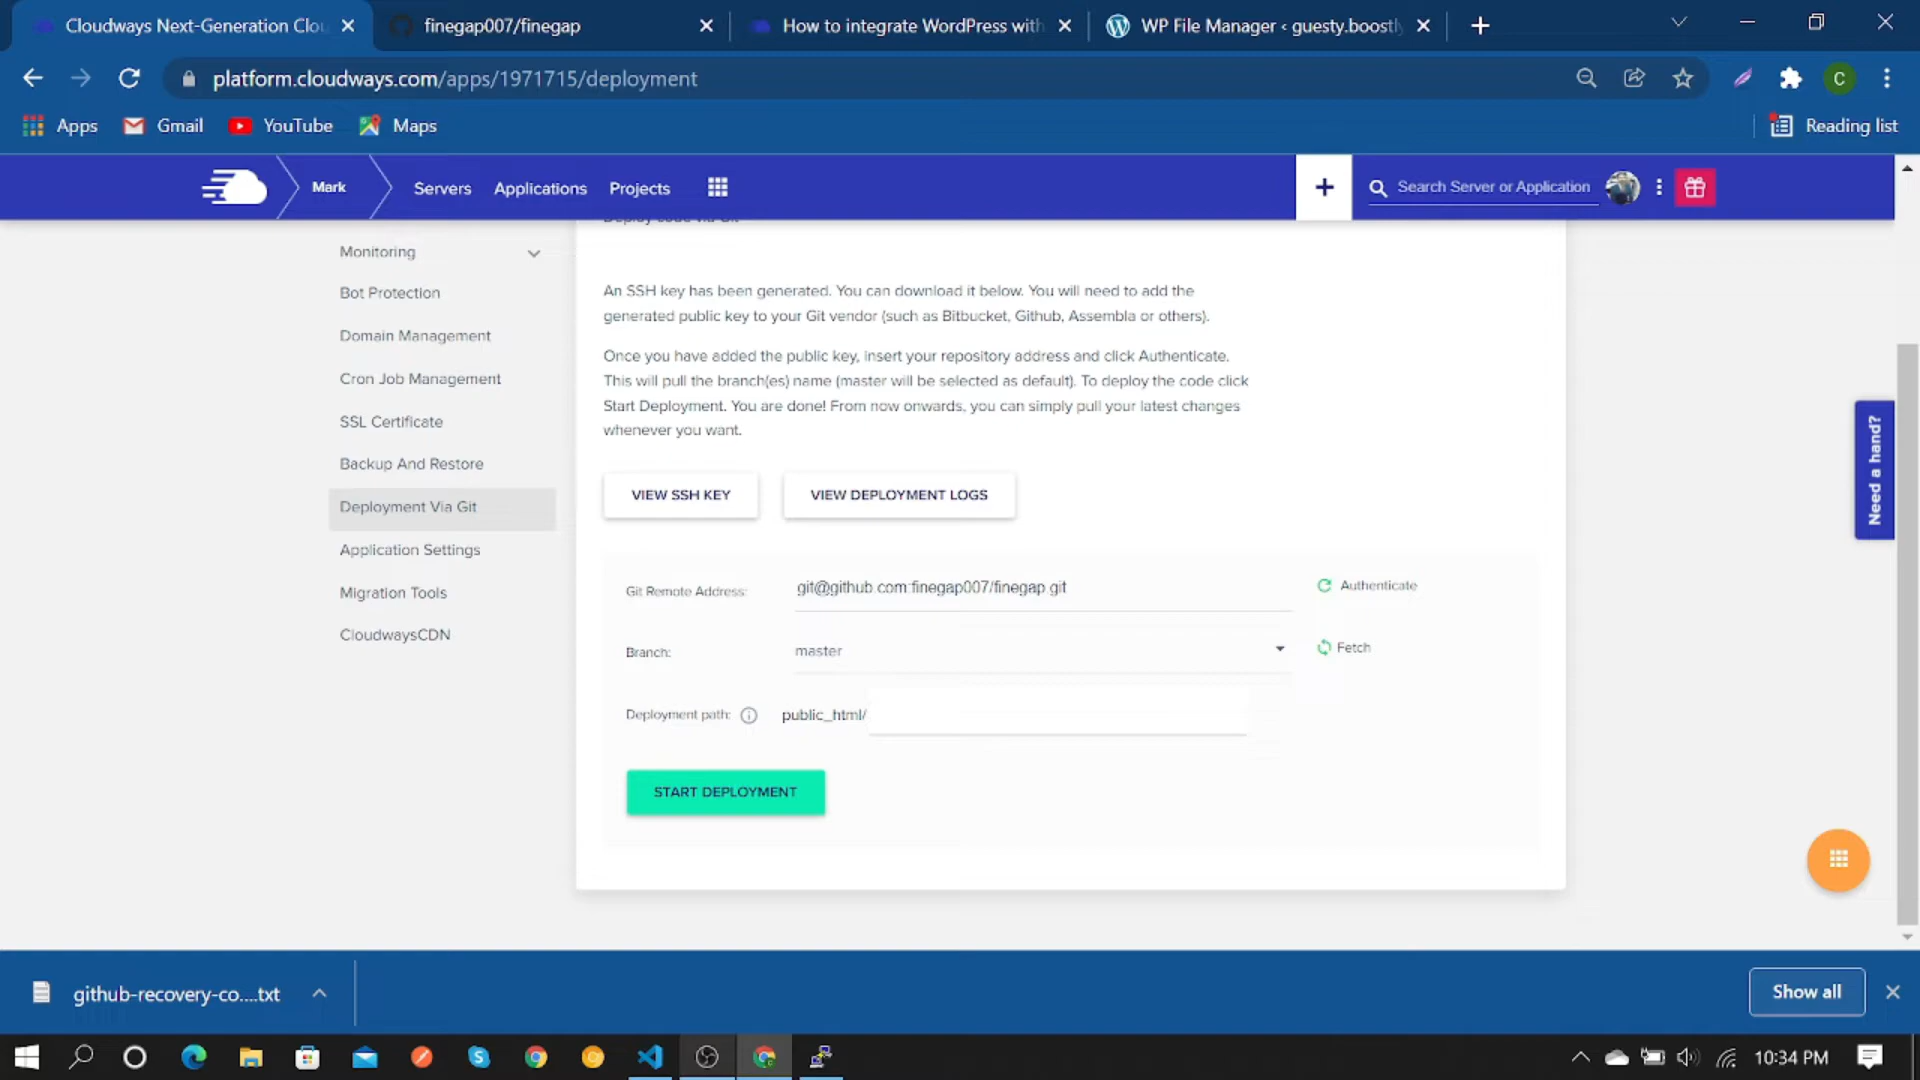 Cloudways Next-Generation Clou
finegap007/finegap
How to integrate WordPress with
WP File Manager ‹ guesty.boostly
platform.cloudways.com/apps/1971715/deployment
C
Apps
Gmail
YouTube
Maps
Reading list
Mark
Servers
Applications
Projects
+
Search Server or Application
Deploy code via Git
Monitoring
Bot Protection
Domain Management
Cron Job Management
SSL Certificate
Backup And Restore
Deployment Via Git
Application Settings
Migration Tools
CloudwaysCDN
An SSH key has been generated. You can download it below. You will need to add the
generated public key to your Git vendor (such as Bitbucket, Github, Assembla or others).
Once you have added the public key, insert your repository address and click Authenticate.
This will pull the branch(es) name (master will be selected as default). To deploy the code click
Start Deployment. You are done! From now onwards, you can simply pull your latest changes
whenever you want.
VIEW SSH KEY
VIEW DEPLOYMENT LOGS
Git Remote Address:
git@github.com:finegap007/finegap.git
Authenticate
Branch:
master
Fetch
Deployment path:
public_html/
START DEPLOYMENT
Need a hand?
github-recovery-co....txt
Show all
10:34 PM